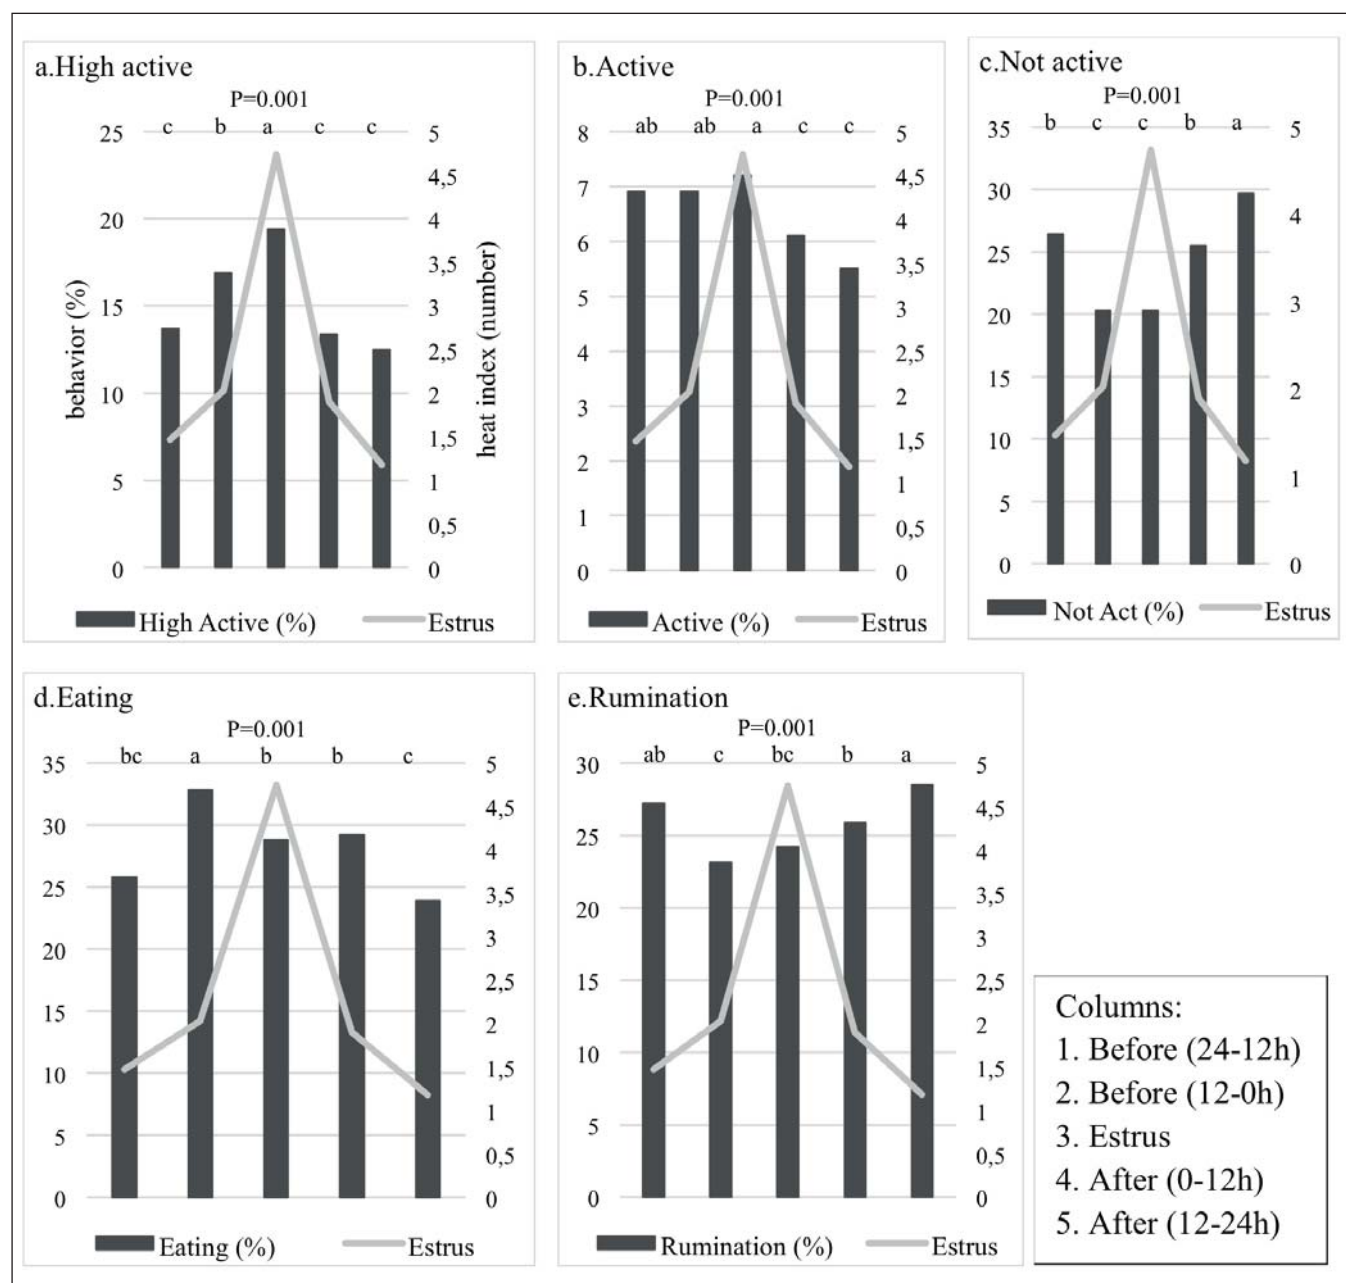 a.High active
P=0.001
c b a c c
25 5
4,5
20 4
3,5
15 3
2,5
10 2
1,5
5 1
0,5
0 0
behavior (%)
heat index (number)
High Active (%) Estrus
b.Active
P=0.001
ab ab a c c
8 5
7 4,5
4
6 3,5
5 3
4 2,5
3 2
2 1,5
1
1 0,5
0 0
Active (%) Estrus
c.Not active
P=0.001
b c c b a
35 5
30
4
25
20 3
15 2
10
1
5
0 0
Not Act (%) Estrus
d.Eating
P=0.001
bc a b b c
35 5
30 4,5
4
25 3,5
20 3
2,5
15 2
10 1,5
1
5 0,5
0 0
Eating (%) Estrus
e.Rumination
P=0.001
ab c bc b a
30 5
4,5
25 4
3,5
20 3
15 2,5
2
10 1,5
1
5 0,5
0 0
Rumination (%) Estrus
Columns:
1. Before (24-12h)
2. Before (12-0h)
3. Estrus
4. After (0-12h)
5. After (12-24h)